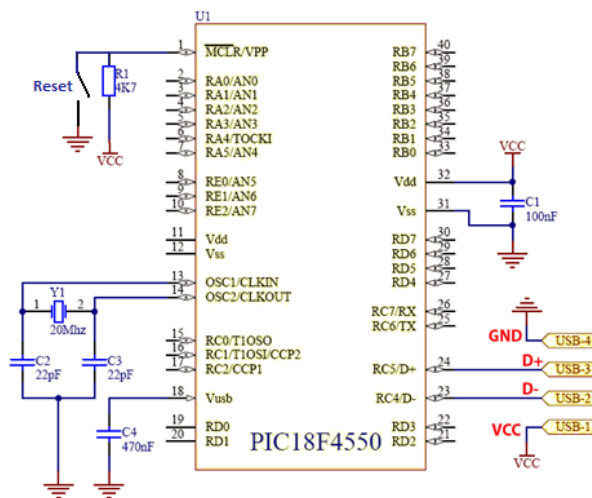 U1
1 MCLR/VPP
2 RA0/AN0
3 RA1/AN1
4 RA2/AN2
5 RA3/AN3
6 RA4/TOCKI
7 RA5/AN4
8 RE0/AN5
9 RE1/AN6
10 RE2/AN7
11 Vdd
12 Vss
13 OSC1/CLKIN
14 OSC2/CLKOUT
15 RC0/T1OSO
16 RC1/T1OSI/CCP2
17 RC2/CCP1
18 Vusb
19 RD0
20 RD1
RB7 40
RB6 39
RB5 38
RB4 37
RB3 36
RB2 35
RB1 34
RB0 33
Vdd 32
Vss 31
RD7 30
RD6 29
RD5 28
RD4 27
RC7/RX 26
RC6/TX 25
RC5/D+ 24
RC4/D- 23
RD3 22
RD2 21
PIC18F4550
Reset
R1
4K7
VCC
Y1
1 2
20Mhz
C2
22pF
C3
22pF
C4
470nF
VCC
C1
100nF
GND USB-4
D+ USB-3
D- USB-2
VCC USB-1
VCC